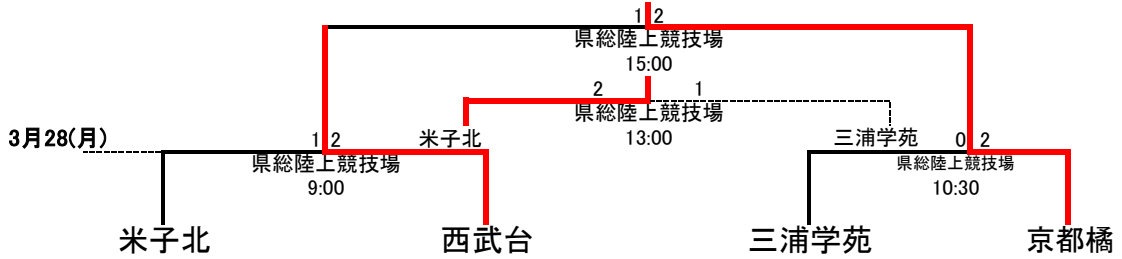 1 2
県総陸上競技場
15:00
2 1
県総陸上競技場
13:00
3月28(月)
1 2
米子北
三浦学苑
0 2
県総陸上競技場
9:00
県総陸上競技場
10:30
米子北
西武台
三浦学苑
京都橘